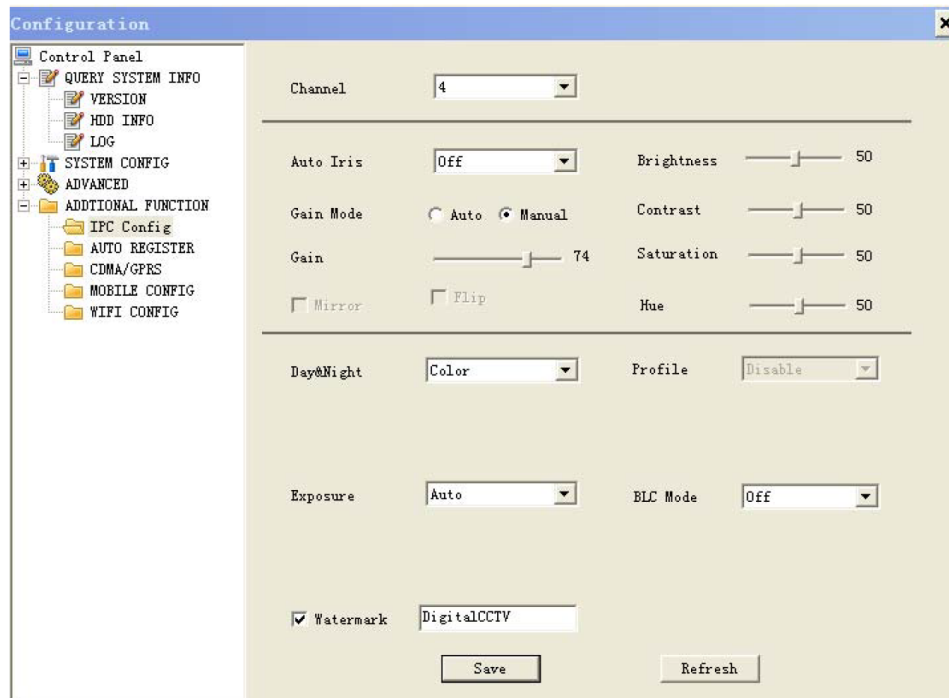 Configuration
Control Panel
QUERY SYSTEM INFO
VERSION
HDD INFO
LOG
SYSTEM CONFIG
ADVANCED
ADDTIONAL FUNCTION
IPC Config
AUTO REGISTER
CDMA/GPRS
MOBILE CONFIG
WIFI CONFIG
Channel 4
Auto Iris Off Brightness 50
Gain Mode Auto Manual Contrast 50
Gain 74 Saturation 50
Mirror Flip Hue 50
Day&Night Color Profile Disable
Exposure Auto BLC Mode Off
Watermark DigitalCCTV
Save Refresh